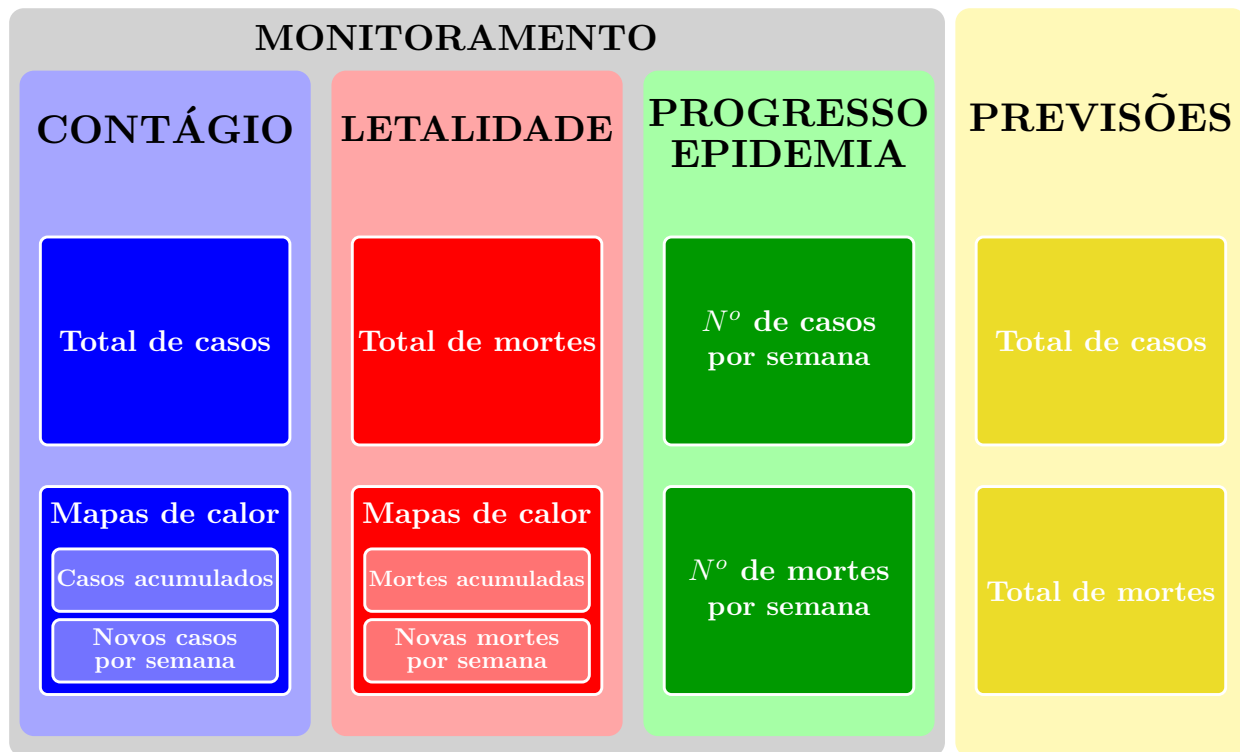 MONITORAMENTO
CONTÁGIO
Total de casos
Mapas de calor
Casos acumulados
Novos casos
por semana
LETALIDADE
Total de mortes
Mapas de calor
Mortes acumuladas
Novas mortes
por semana
PROGRESSO
EPIDEMIA
Nº de casos
por semana
Nº de mortes
por semana
PREVISÕES
Total de casos
Total de mortes